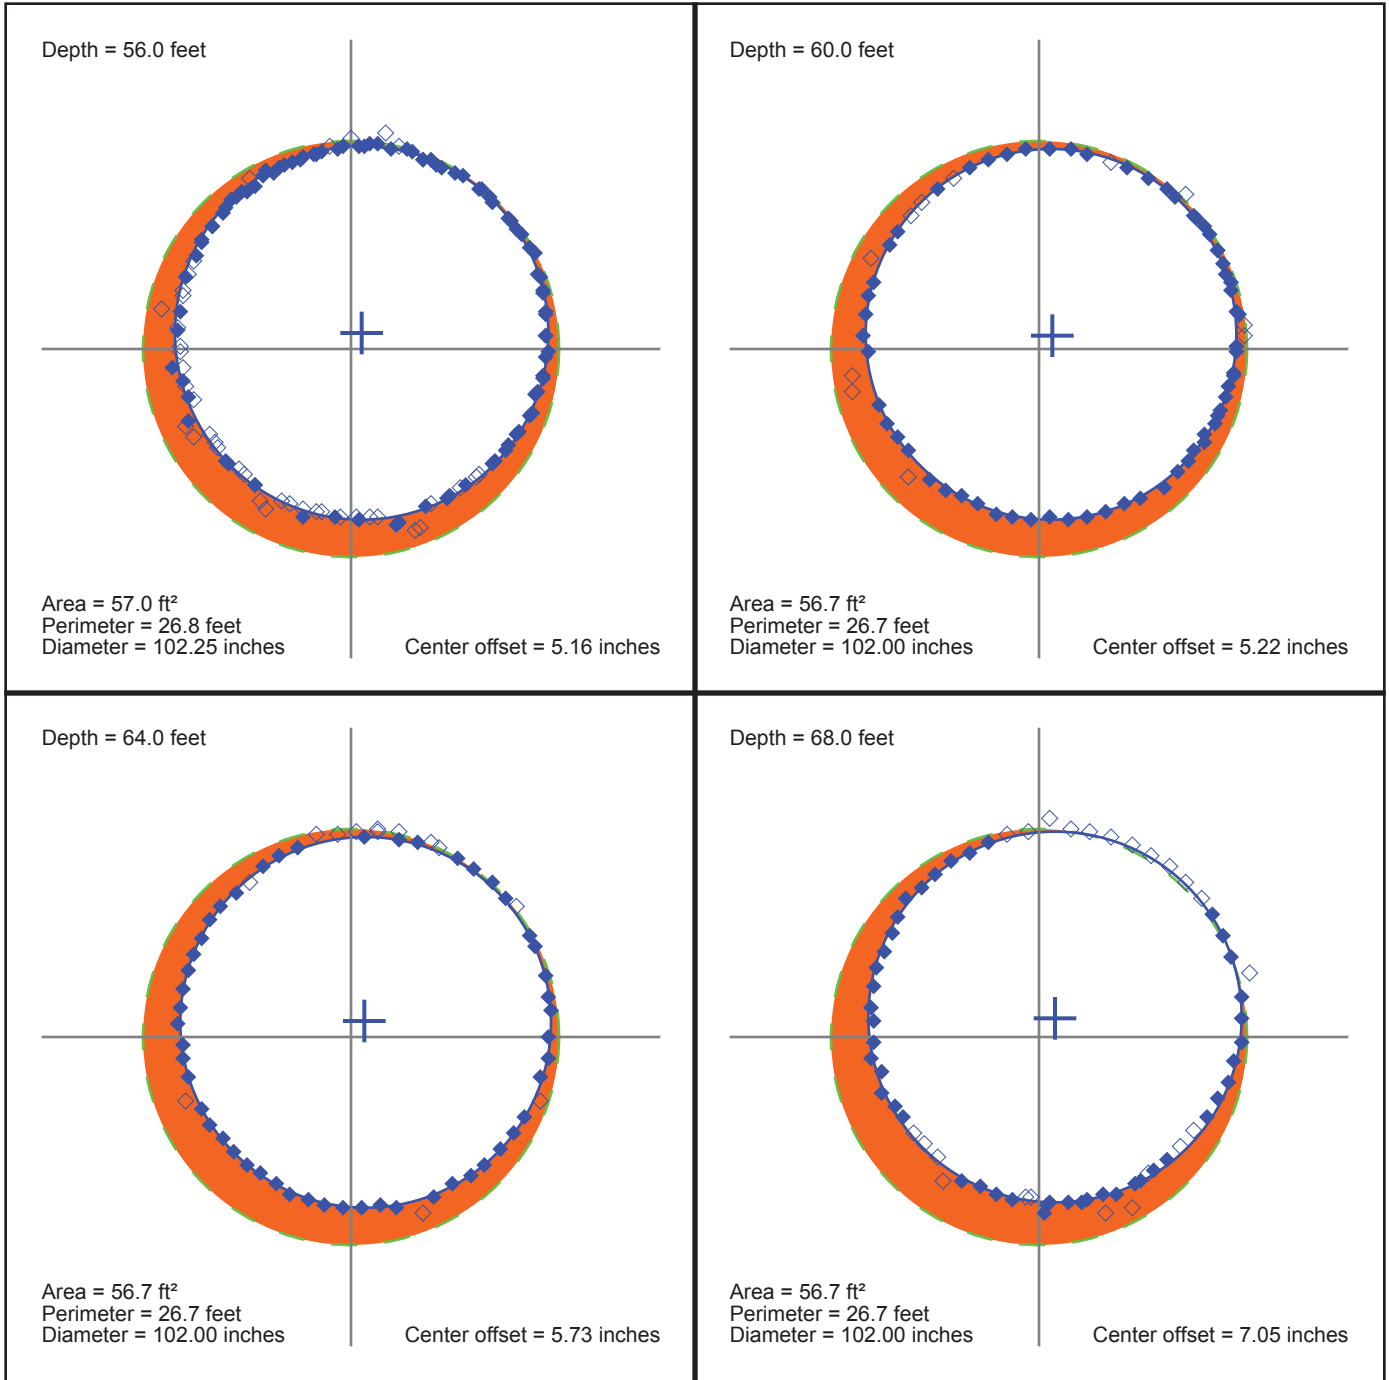 Depth = 56.0 feet
Area = 57.0 ft²
Perimeter = 26.8 feet
Diameter = 102.25 inches
Center offset = 5.16 inches
Depth = 60.0 feet
Area = 56.7 ft²
Perimeter = 26.7 feet
Diameter = 102.00 inches
Center offset = 5.22 inches
Depth = 64.0 feet
Area = 56.7 ft²
Perimeter = 26.7 feet
Diameter = 102.00 inches
Center offset = 5.73 inches
Depth = 68.0 feet
Area = 56.7 ft²
Perimeter = 26.7 feet
Diameter = 102.00 inches
Center offset = 7.05 inches